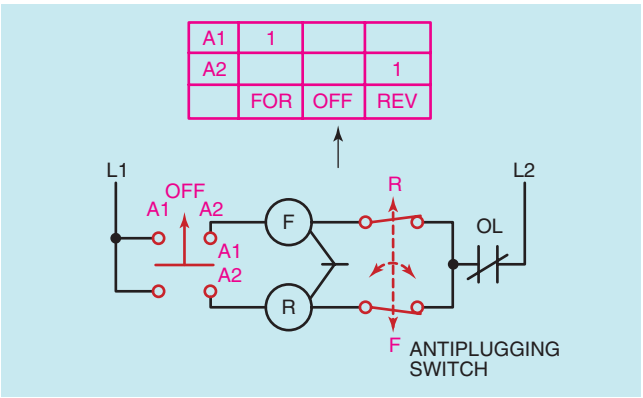 A1 1
A2 1
FOR OFF REV
L1
L2
OFF
R
A1 A2
F
OL
A1
A2
R
F
ANTIPLUGGING
SWITCH